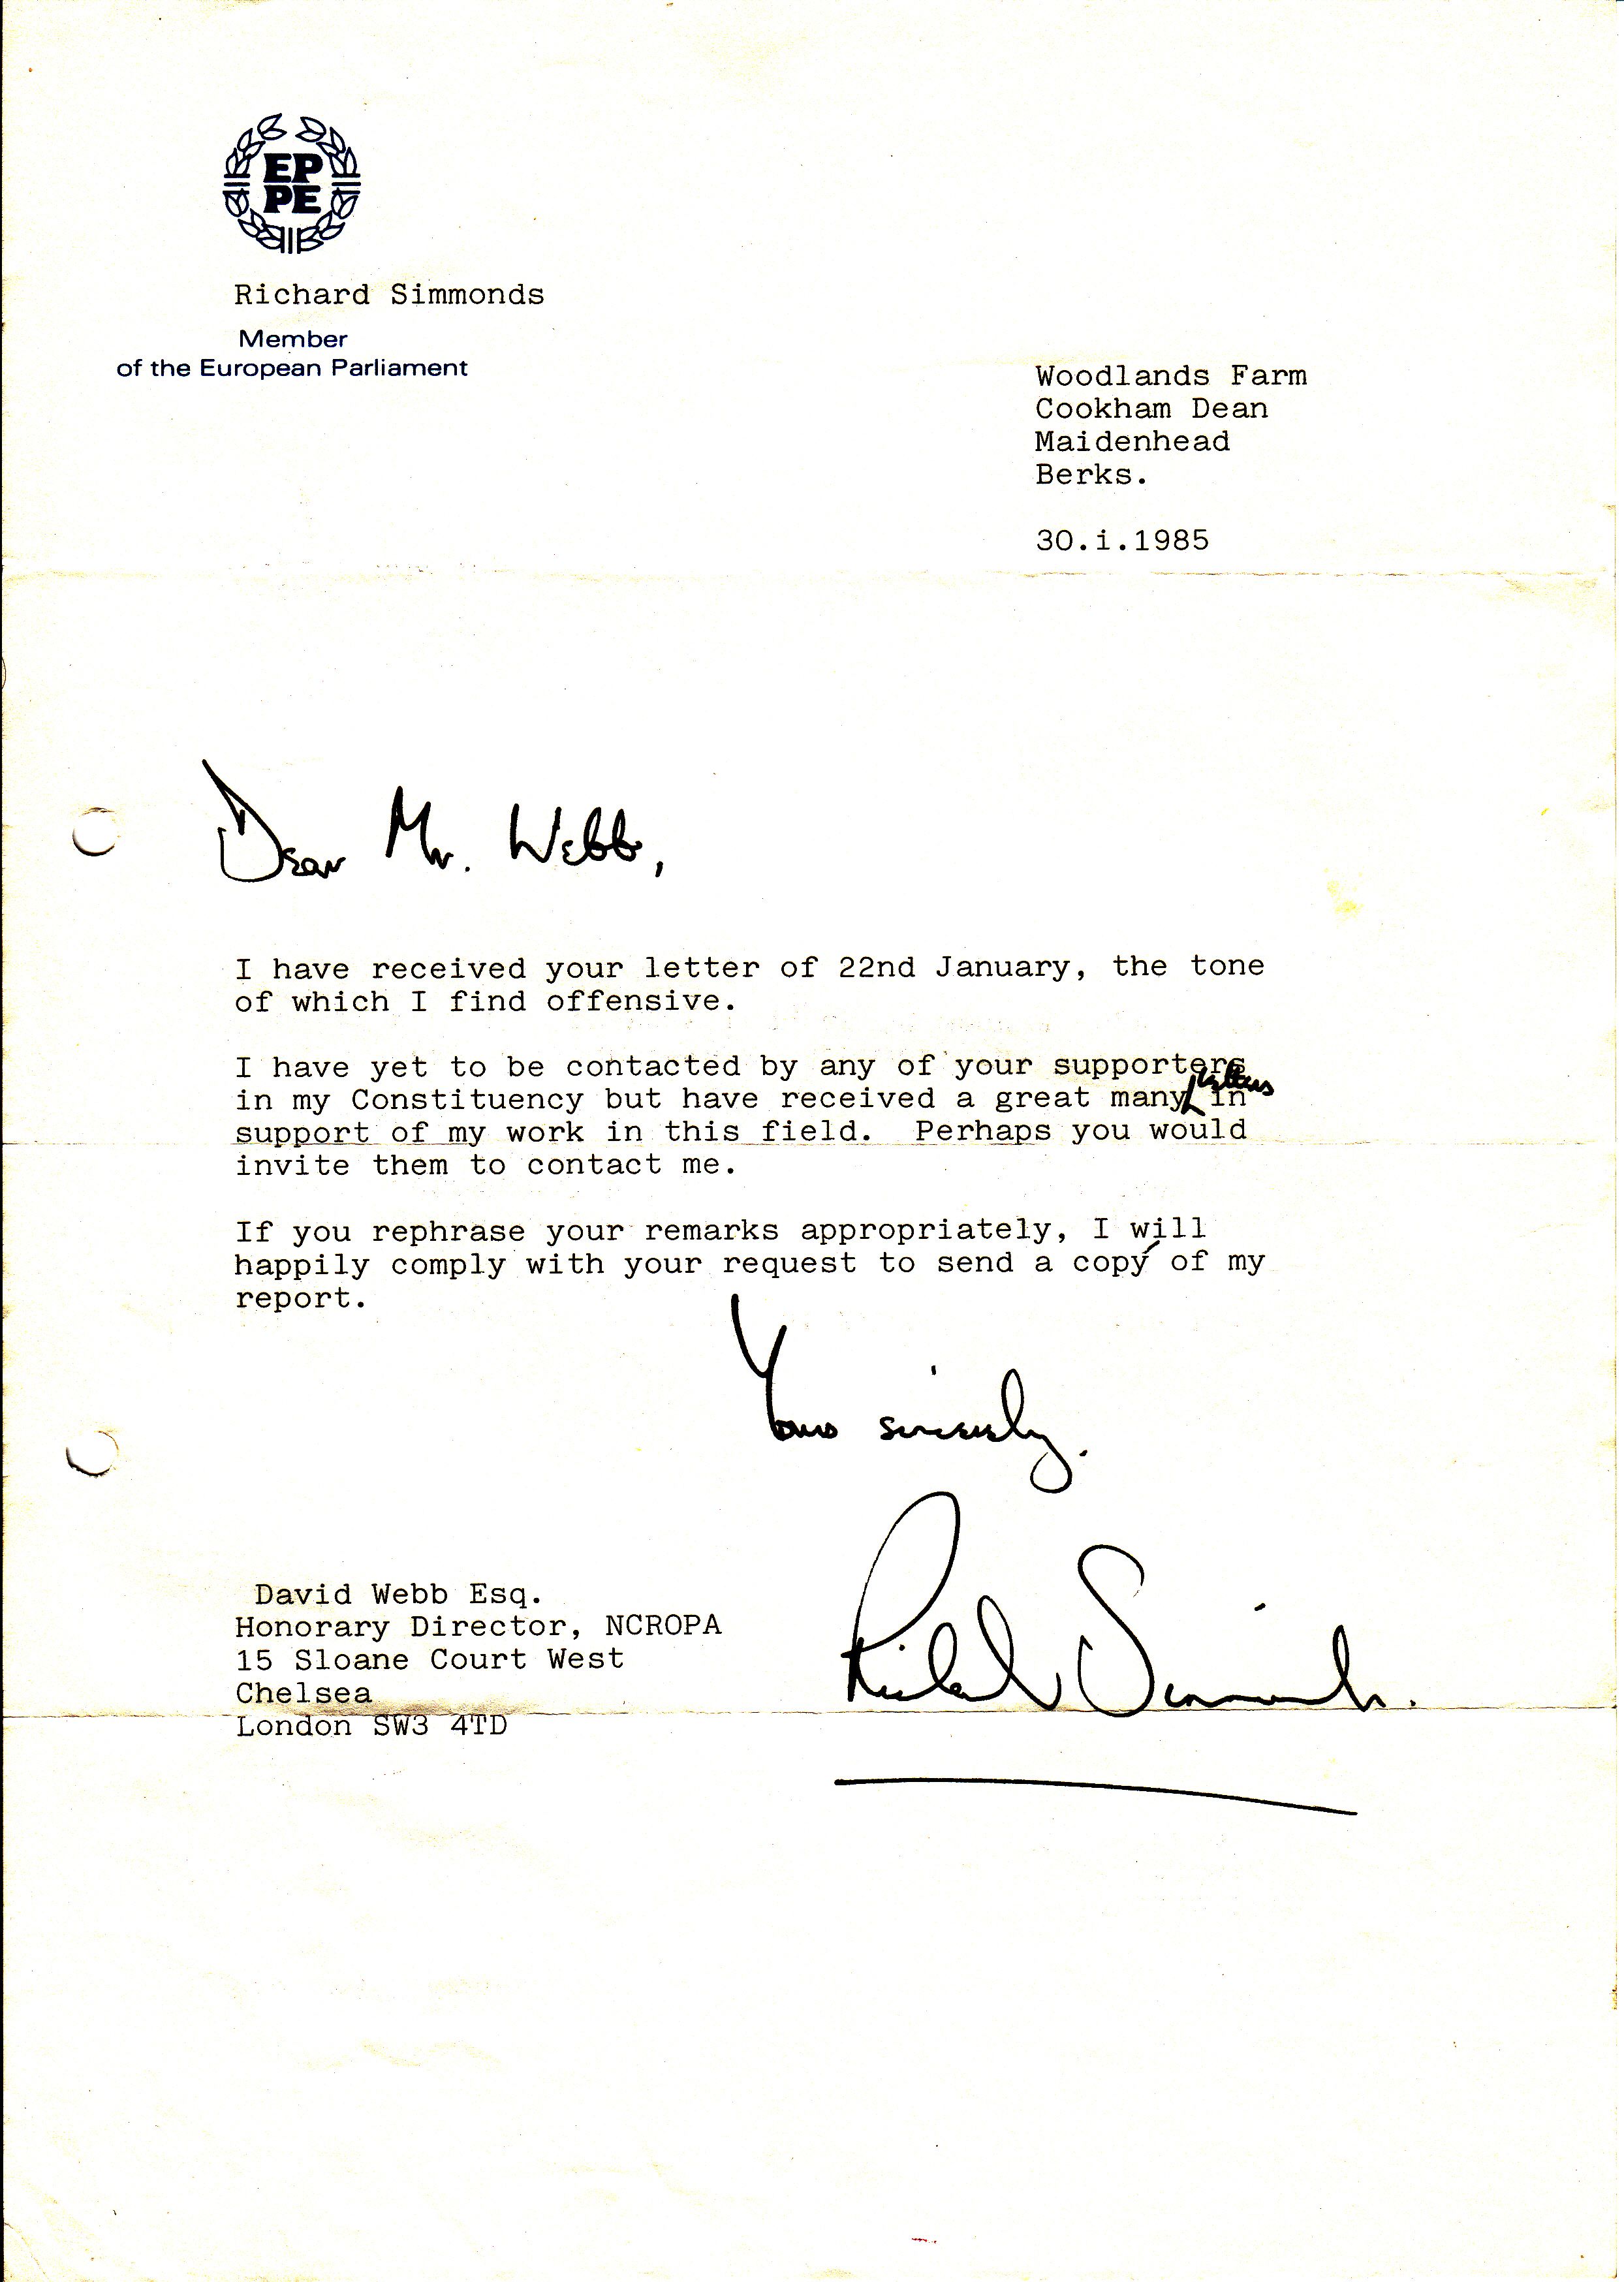 EP
PE
Richard Simmonds
Member
of the European Parliament
Woodlands Farm
Cookham Dean
Maidenhead
Berks.
30.i.1985
Dear Mr. Webb,
I have received your letter of 22nd January, the tone
of which I find offensive.
I have yet to be contacted by any of your supporters
in my Constituency but have received a great many letters in
support of my work in this field. Perhaps you would
invite them to contact me.
If you rephrase your remarks appropriately, I will
happily comply with your request to send a copy of my
report.
Yours sincerely.
Richard Simmonds.
David Webb Esq.
Honorary Director, NCROPA
15 Sloane Court West
Chelsea
London SW3 4TD